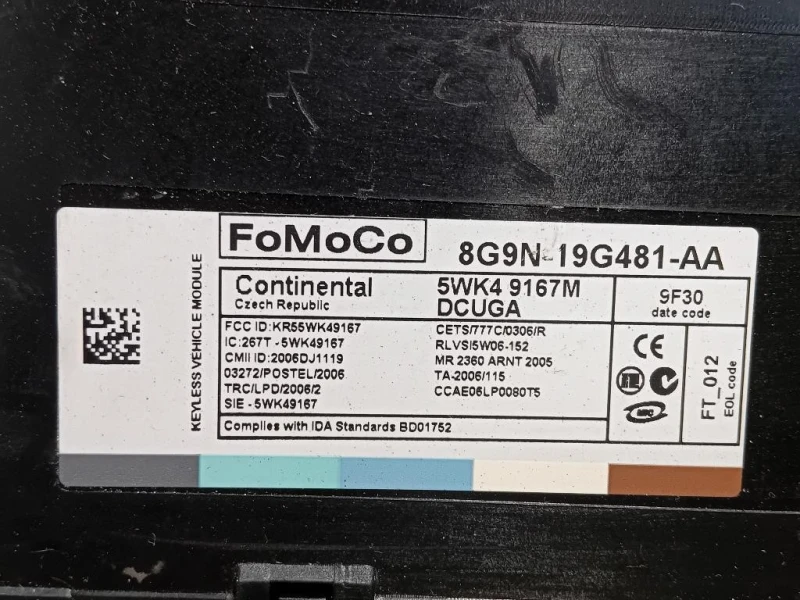 FoMoCo
8G9N-19G481-AA
KEYLESS VEHICLE MODULE
Continental
Czech Republic
5WK4 9167M
DCUGA
9F30
date code
FCC ID:KR55WK49167
IC:267T -5WK49167
CMII ID:2006DJ1119
03272/POSTEL/2006
TRC/LPD/2006/2
SIE - 5WK49167
CETS/777C/0306/R
RLVSI5W06-152
MR 2360 ARNT 2005
TA-2006/115
CCAE06LP0080T5
Complies with IDA Standards BD01752
CE
FT_012
EOL code